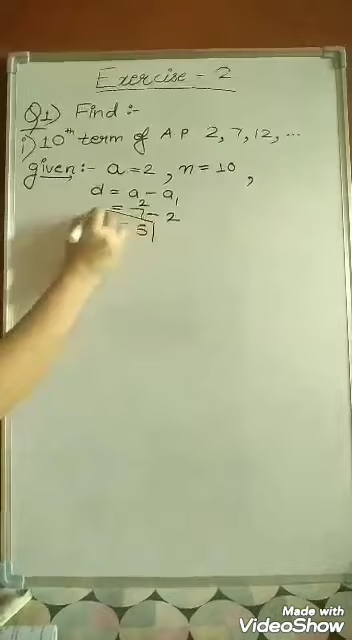 Exercise - 2
Q1) Find :-
i) 10th term of A P 2, 7, 12, ...
given :- a = 2, n = 10,
d = a2 - a1
= 7 - 2
= 5
Made with
VideoShow